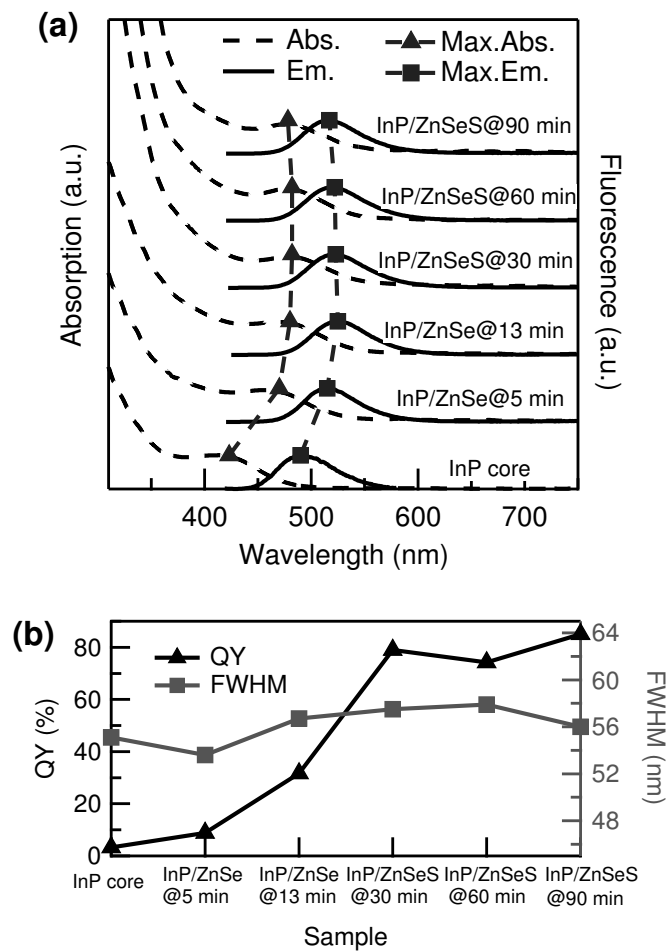 (a)
Abs.
Em.
Max.Abs.
Max.Em.
InP/ZnSeS@90 min
InP/ZnSeS@60 min
InP/ZnSeS@30 min
InP/ZnSe@13 min
InP/ZnSe@5 min
InP core
Absorption (a.u.)
Fluorescence (a.u.)
400
500
600
700
Wavelength (nm)
(b)
QY
FWHM
80
60
40
20
0
QY (%)
64
60
56
52
48
FWHM (nm)
InP core
InP/ZnSe
@5 min
InP/ZnSe
@13 min
InP/ZnSeS
@30 min
InP/ZnSeS
@60 min
InP/ZnSeS
@90 min
Sample